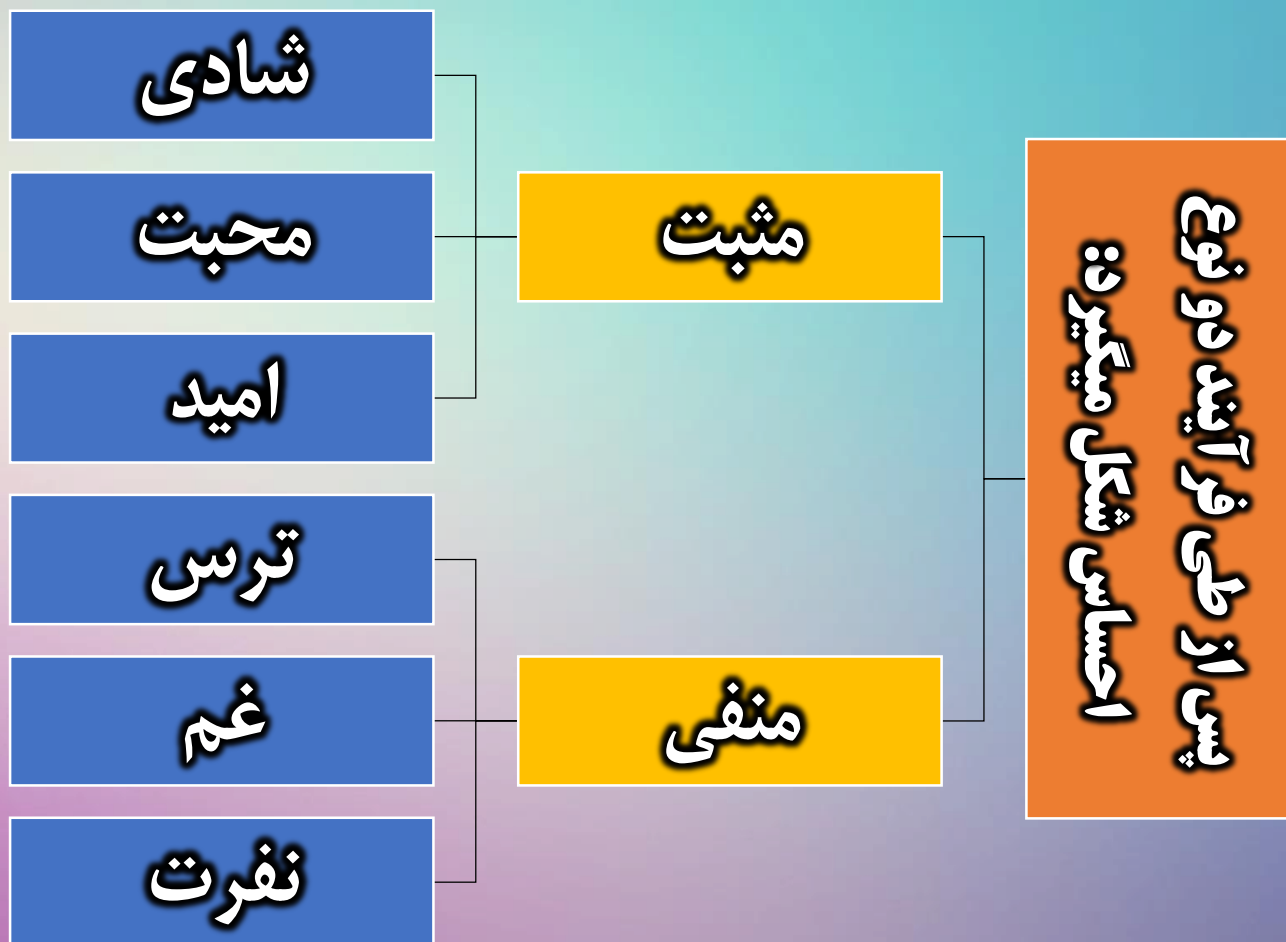 پس از طی فرآیند دو نوع
احساس شکل میگیرد:
مثبت
شادی
محبت
امید
منفی
ترس
غم
نفرت